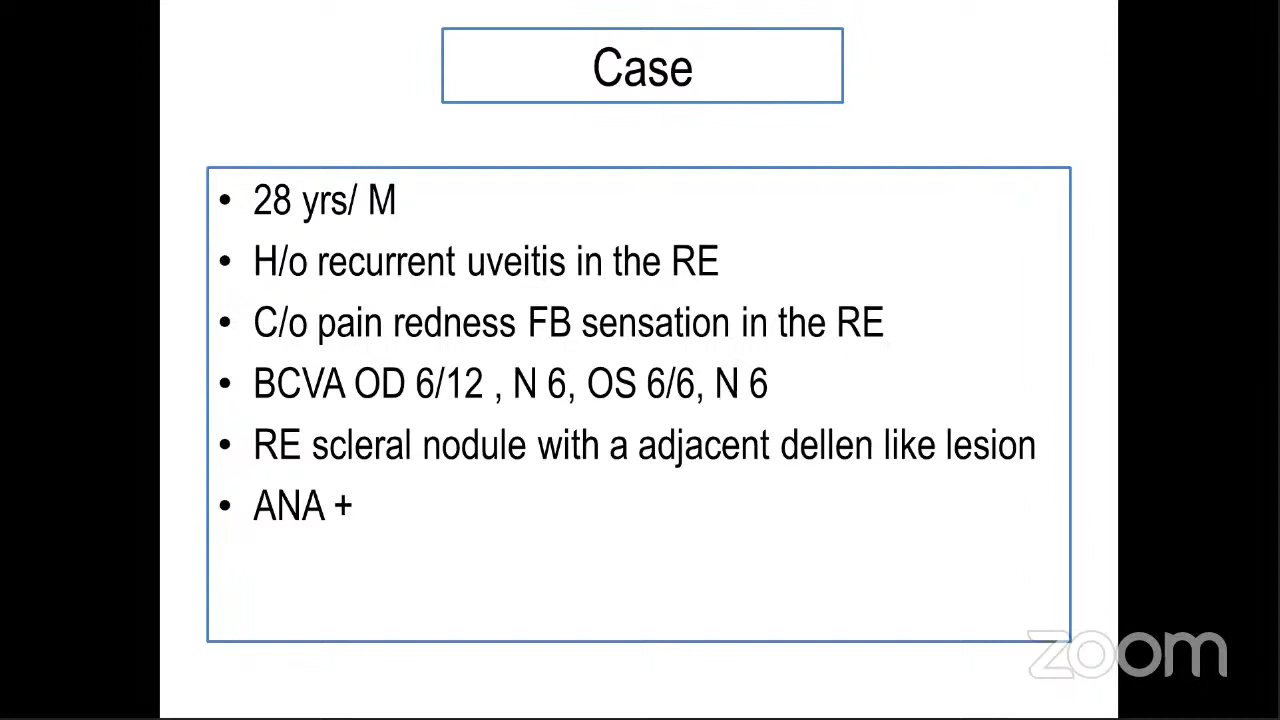 Case
• 28 yrs/ M
• H/o recurrent uveitis in the RE
• C/o pain redness FB sensation in the RE
• BCVA OD 6/12 , N 6, OS 6/6, N 6
• RE scleral nodule with a adjacent dellen like lesion
• ANA +
zoom